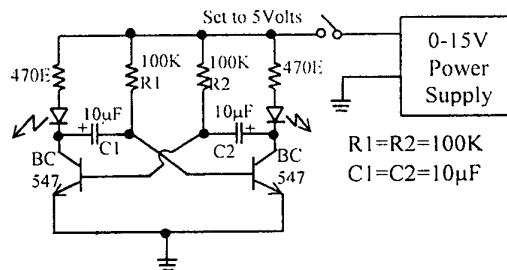 Set to 5Volts
0-15V
Power
Supply
470E
100K
R1
100K
R2
470E
10µF
+
C1
10µF
+
C2
BC
547
BC
547
R1=R2=100K
C1=C2=10µF